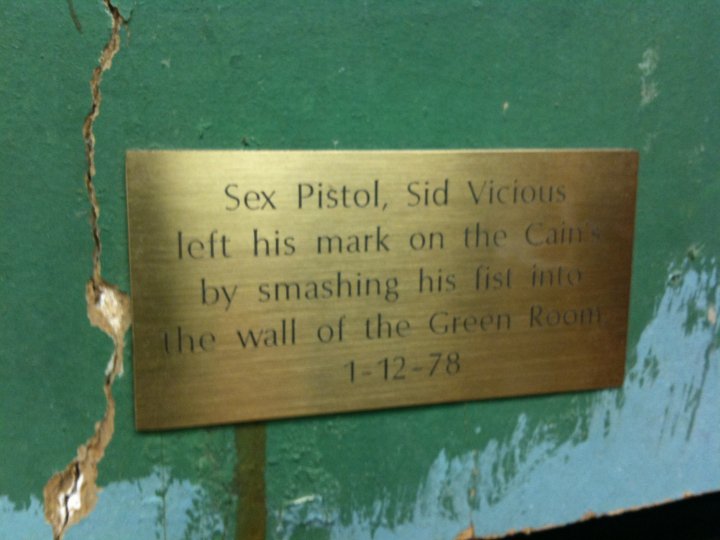 Sex Pistol, Sid Vicious
left his mark on the Cain's
by smashing his fist into
the wall of the Green Room
1-12-78